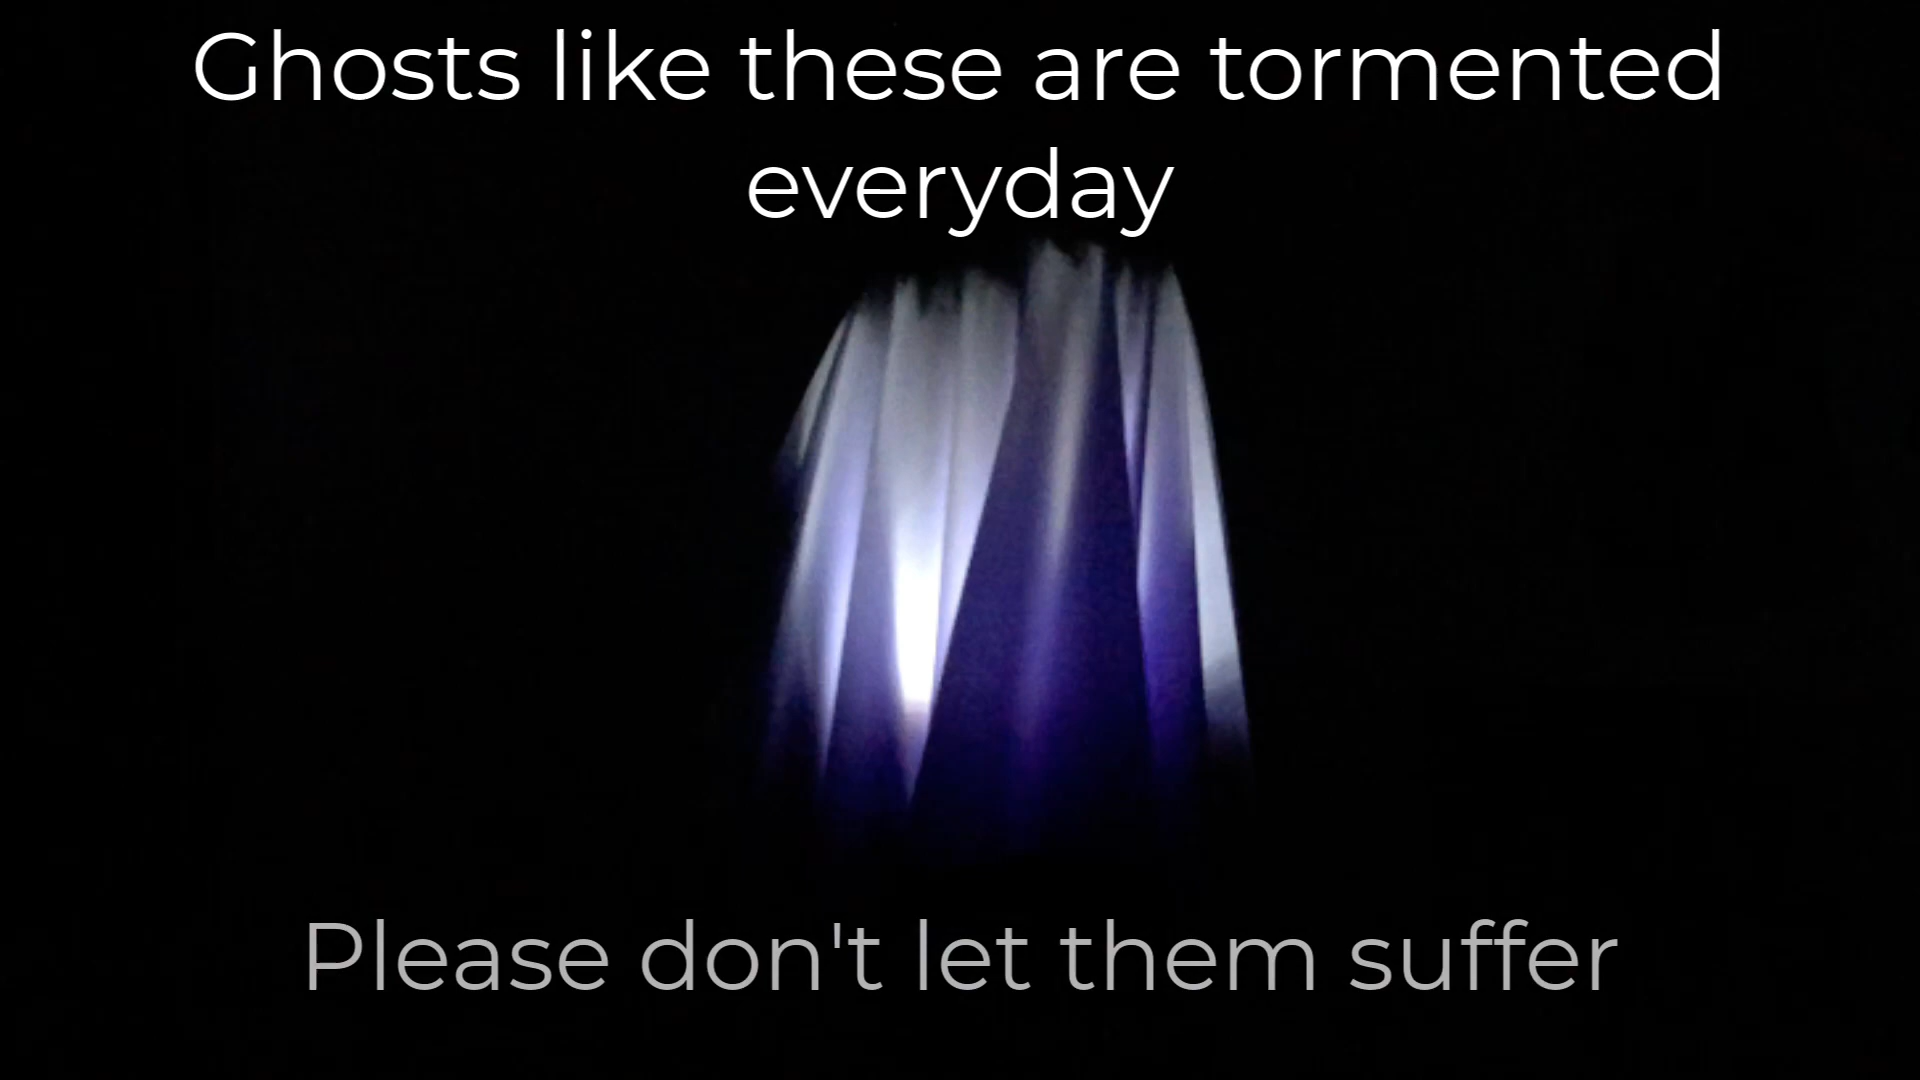 Ghosts like these are tormented
everyday
Please don't let them suffer